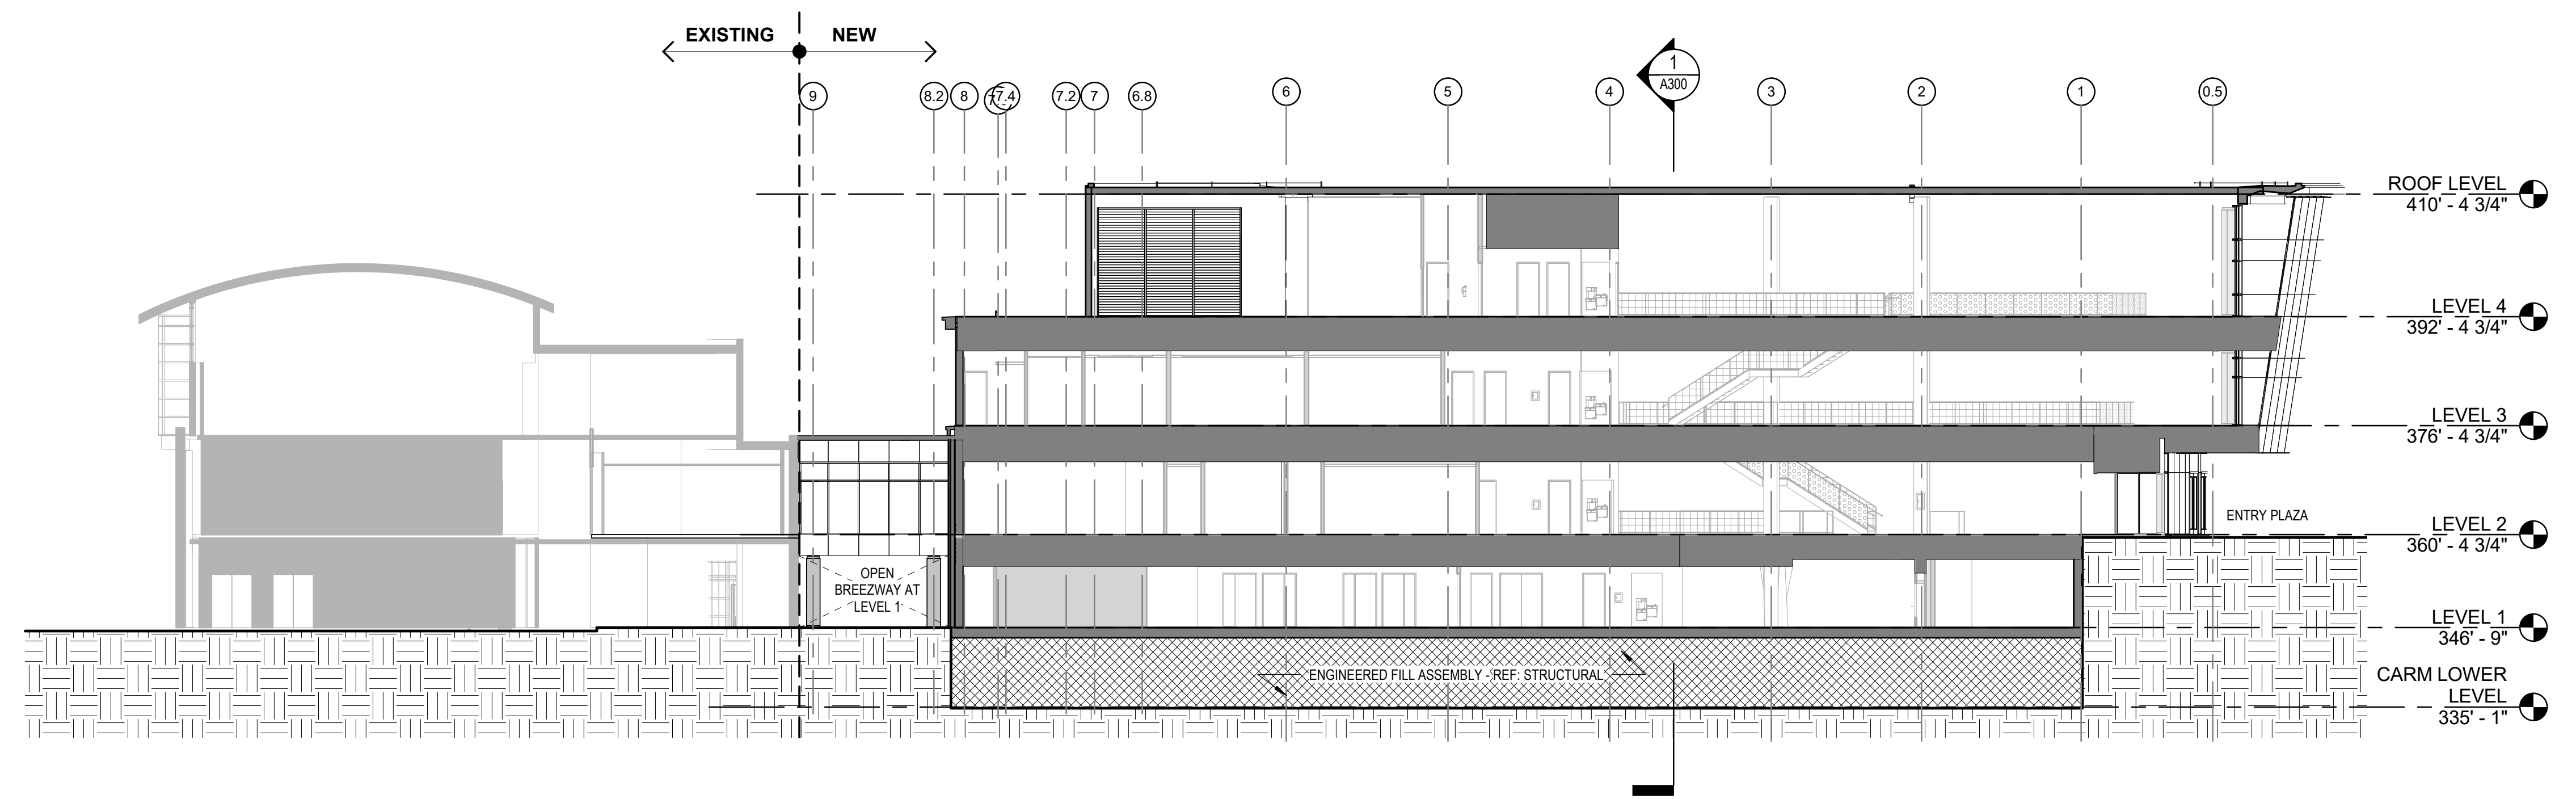 EXISTING NEW
9
8.2
8
7.4
7.2
7
6.8
6
5
4
1
A300
3
2
1
0.5
ROOF LEVEL
410' - 4 3/4"
LEVEL 4
392' - 4 3/4"
LEVEL 3
376' - 4 3/4"
ENTRY PLAZA
LEVEL 2
360' - 4 3/4"
OPEN
BREEZWAY AT
LEVEL 1
LEVEL 1
346' - 9"
ENGINEERED FILL ASSEMBLY - REF: STRUCTURAL
CARM LOWER
LEVEL
335' - 1"